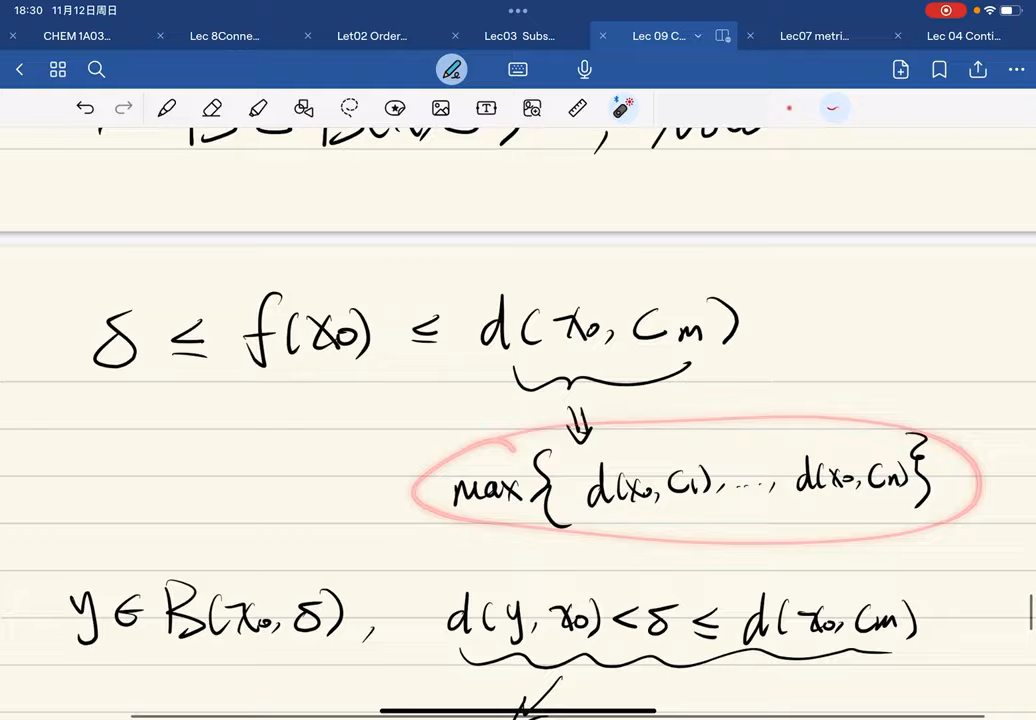 18:30 11月12日周日
CHEM 1A03... Lec 8Conne... Let02 Order... Lec03 Subs... Lec 09 C... Lec07 metri... Lec 04 Conti...
δ ≤ f(x₀) ≤ d(x₀, Cm)
⇓
max{ d(x₀, C₁), ..., d(x₀, Cn)}
y ∈ B(x₀, δ), d(y, x₀) < δ ≤ d(x₀, Cm)